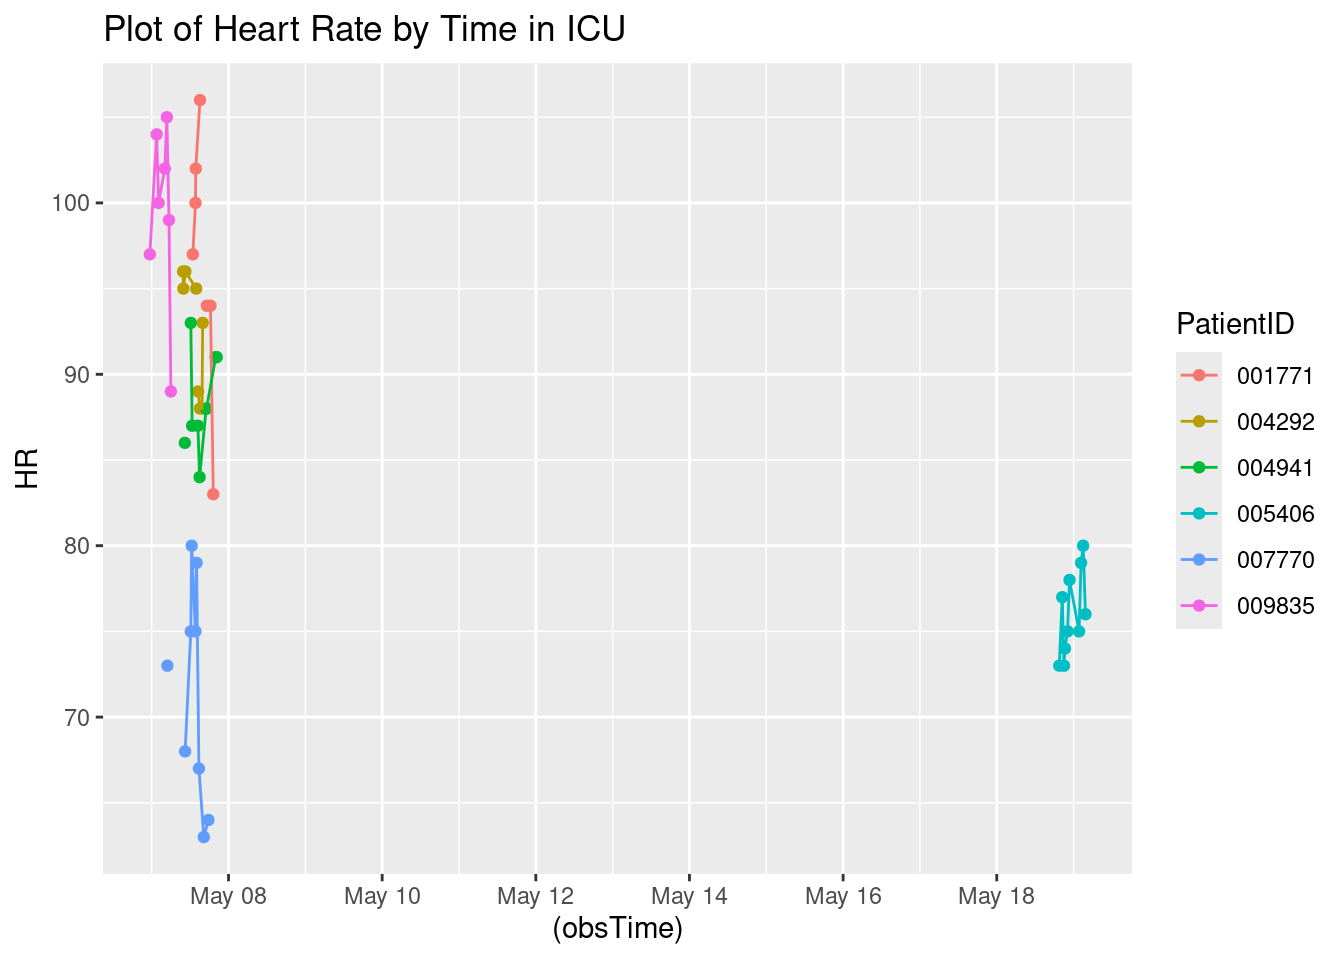 Plot of Heart Rate by Time in ICU
HR
100
90
80
70
May 08
May 10
May 12
May 14
May 16
May 18
(obsTime)
PatientID
001771
004292
004941
005406
007770
009835